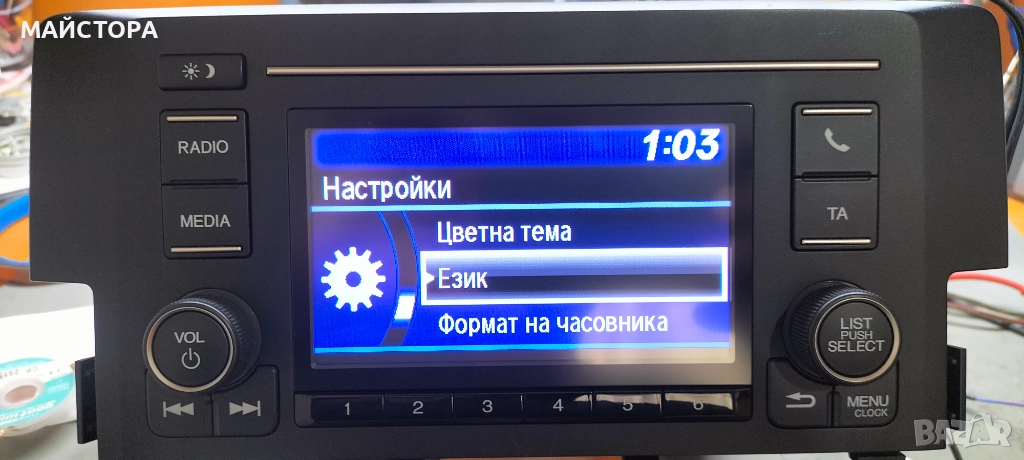 МАЙСТОРА
RADIO
MEDIA
VOL
1:03
Настройки
Цветна тема
Език
Формат на часовника
1 2 3 4 5 6
TA
LIST
PUSH
SELECT
MENU
CLOCK
BAZAR